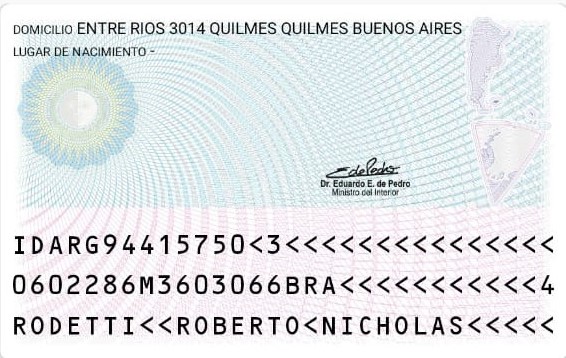 DOMICILIO ENTRE RIOS 3014 QUILMES QUILMES BUENOS AIRES
LUGAR DE NACIMIENTO -
EdePedro
Dr. Eduardo E. de Pedro
Ministro del Interior
IDARG94415750<3<<<<<<<<<<<<<<<
0602286M3603066BRA<<<<<<<<<<<4
RODETTI<<ROBERTO<NICHOLAS<<<<<